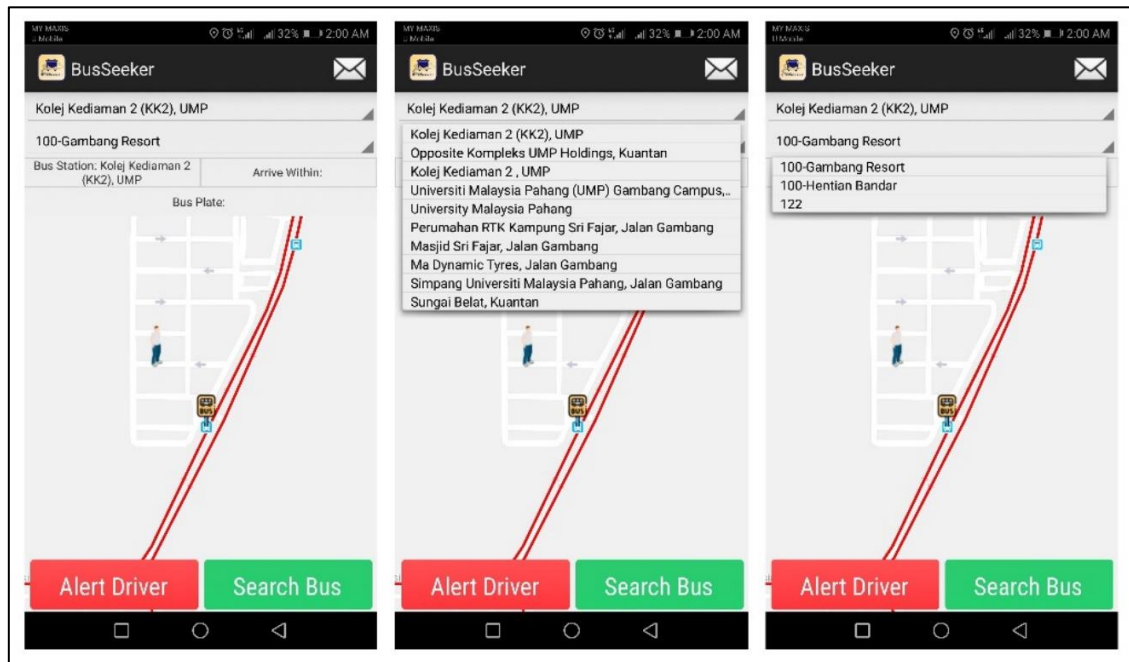 MY MAXIS
U Mobile
32% 2:00 AM
BusSeeker
Kolej Kediaman 2 (KK2), UMP
100-Gambang Resort
Bus Station: Kolej Kediaman 2
(KK2), UMP
Arrive Within:
Bus Plate:
BUS
Alert Driver
Search Bus
MY MAXIS
U Mobile
32% 2:00 AM
BusSeeker
Kolej Kediaman 2 (KK2), UMP
Kolej Kediaman 2 (KK2), UMP
Opposite Kompleks UMP Holdings, Kuantan
Kolej Kediaman 2 , UMP
Universiti Malaysia Pahang (UMP) Gambang Campus,..
University Malaysia Pahang
Perumahan RTK Kampung Sri Fajar, Jalan Gambang
Masjid Sri Fajar, Jalan Gambang
Ma Dynamic Tyres, Jalan Gambang
Simpang Universiti Malaysia Pahang, Jalan Gambang
Sungai Belat, Kuantan
BUS
Alert Driver
Search Bus
MY MAXIS
U Mobile
32% 2:00 AM
BusSeeker
Kolej Kediaman 2 (KK2), UMP
100-Gambang Resort
100-Gambang Resort
100-Hentian Bandar
122
BUS
Alert Driver
Search Bus